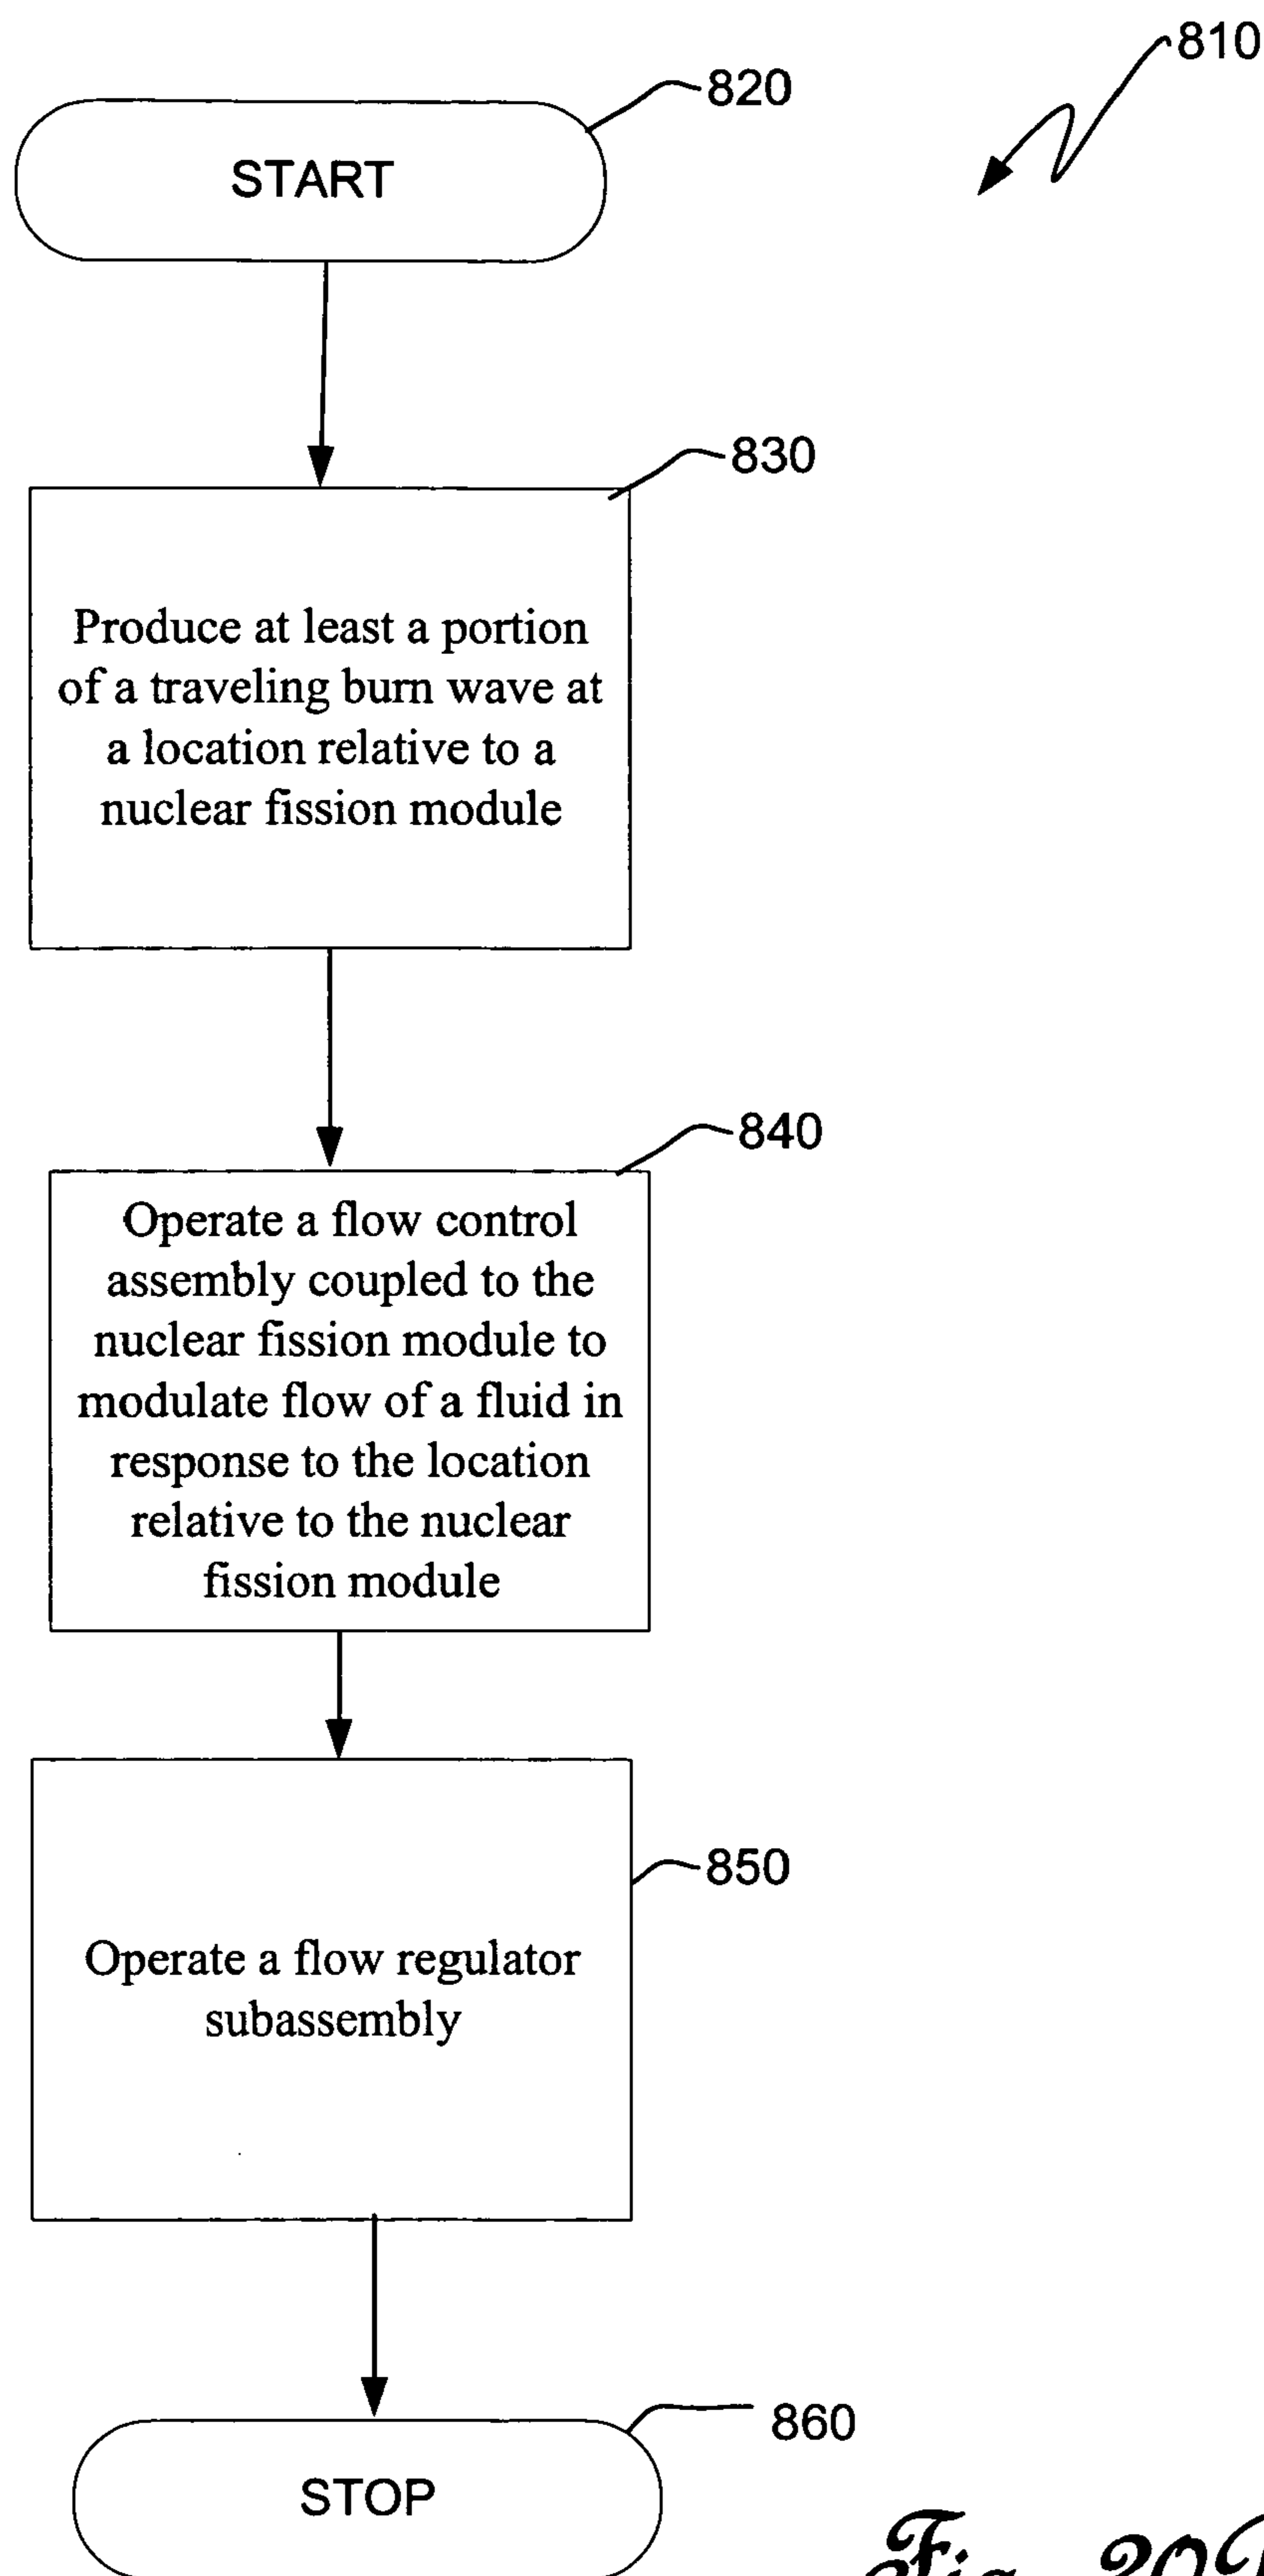 810
820
START
830
Produce at least a portion
of a traveling burn wave at
a location relative to a
nuclear fission module
840
Operate a flow control
assembly coupled to the
nuclear fission module to
modulate flow of a fluid in
response to the location
relative to the nuclear
fission module
850
Operate a flow regulator
subassembly
860
STOP
Fig.